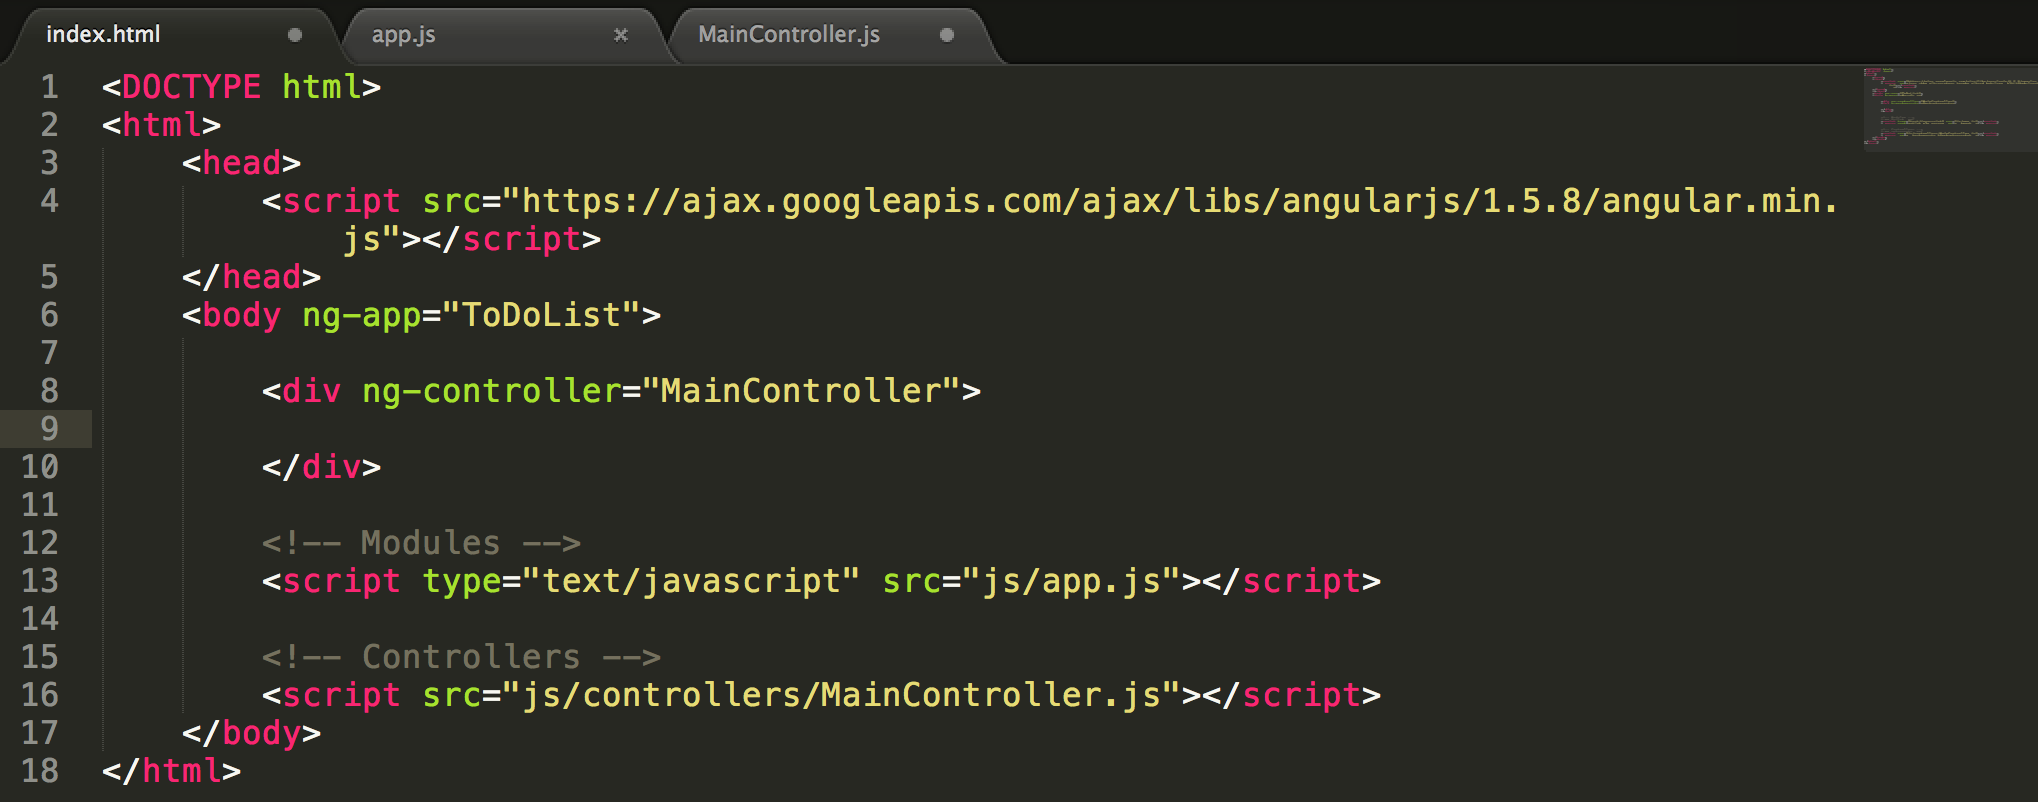 index.html app.js MainController.js
1 <DOCTYPE html>
2 <html>
3     <head>
4         <script src="https://ajax.googleapis.com/ajax/libs/angularjs/1.5.8/angular.min.
            js"></script>
5     </head>
6     <body ng-app="ToDoList">
7
8         <div ng-controller="MainController">
9
10         </div>
11
12         <!-- Modules -->
13         <script type="text/javascript" src="js/app.js"></script>
14
15         <!-- Controllers -->
16         <script src="js/controllers/MainController.js"></script>
17     </body>
18 </html>